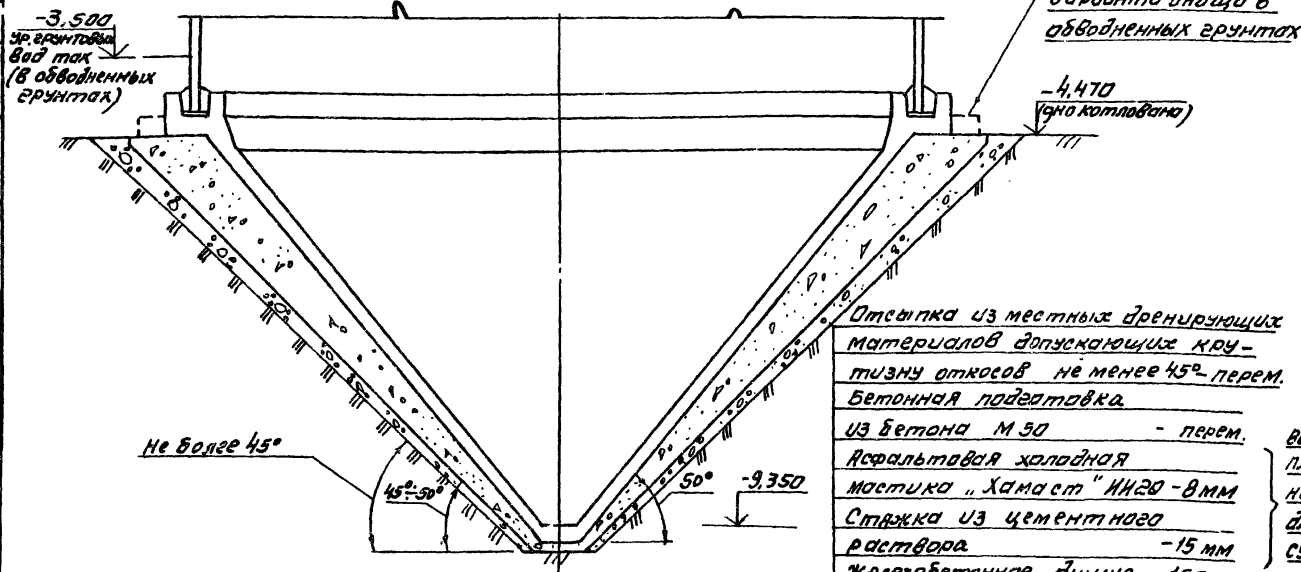 -3,500
ур. грунтовых
вод max
(в обводненных
грунтах)
обводненных грунтах
-4,470
(дно котлована)
Отсыпка из местных дренирующих
материалов допускающих кру-
тизну откосов не менее 45°- перем.
Бетонная подготовка
из бетона М50 - перем.
Асфальтовая холодная
мастика „Хамаст" ИИ20 -8мм
Стяжка из цементного
раствора -15 мм
Не более 45°
45°÷50°
50°
-9,350